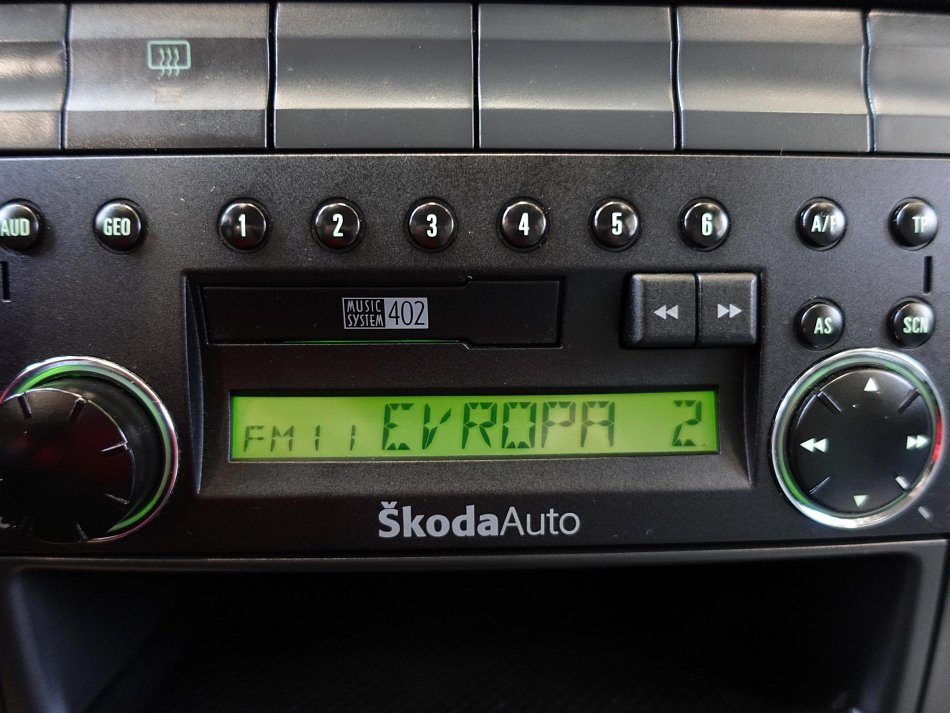 AUD GEO 1 2 3 4 5 6 A/F TP
MUSIC SYSTEM 402
AS SCN
FM11 EVROPA 2
ŠkodaAuto